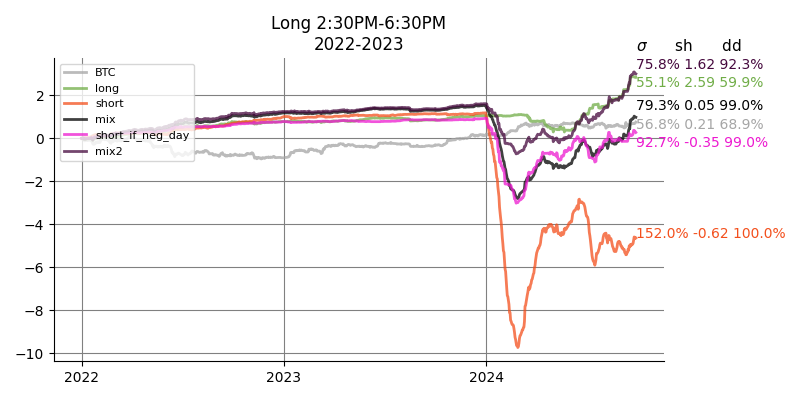 Long 2:30PM-6:30PM
2022-2023
σ sh dd
75.8% 1.62 92.3%
55.1% 2.59 59.9%
79.3% 0.05 99.0%
56.8% 0.21 68.9%
92.7% -0.35 99.0%
152.0% -0.62 100.0%
BTC
long
short
mix
short_if_neg_day
mix2
2
0
−2
−4
−6
−8
−10
2022 2023 2024